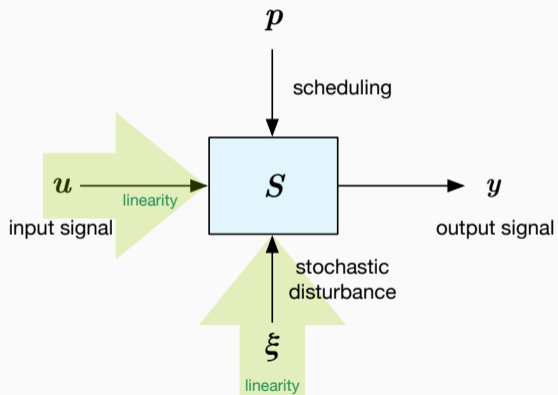 p
scheduling
u
linearity
S
y
input signal
output signal
stochastic
disturbance
ξ
linearity